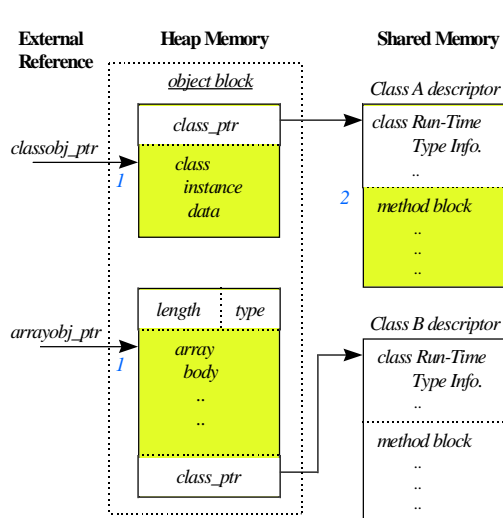 External
Reference
Heap Memory
Shared Memory
object block
Class A descriptor
class_ptr
class Run-Time
Type Info.
..
classobj_ptr
1
class
instance
data
2
method block
..
..
..
length
type
arrayobj_ptr
1
array
body
..
..
class_ptr
Class B descriptor
class Run-Time
Type Info.
..
method block
..
..
..